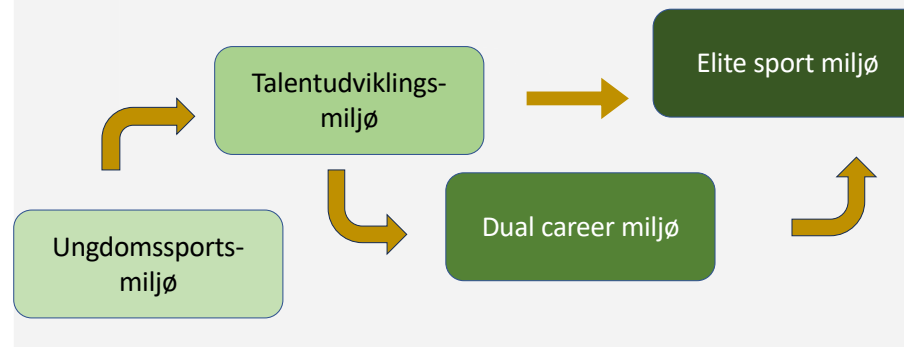 Elite sport miljø
Talentudviklings-
miljø
Dual career miljø
Ungdomssports-
miljø